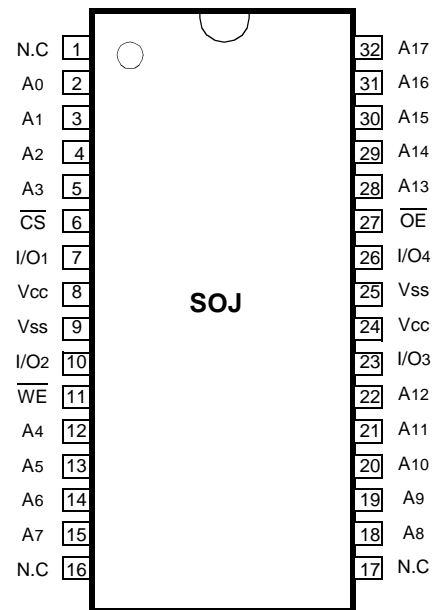 N.C 1 32 A17
A0 2 31 A16
A1 3 30 A15
A2 4 29 A14
A3 5 28 A13
CS 6 27 OE
I/O1 7 26 I/O4
Vcc 8 25 Vss
SOJ
Vss 9 24 Vcc
I/O2 10 23 I/O3
WE 11 22 A12
A4 12 21 A11
A5 13 20 A10
A6 14 19 A9
A7 15 18 A8
N.C 16 17 N.C